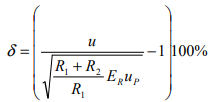 δ = ( u / √( (R₁ + R₂) / R₁ E_R u_P ) − 1 ) 100%